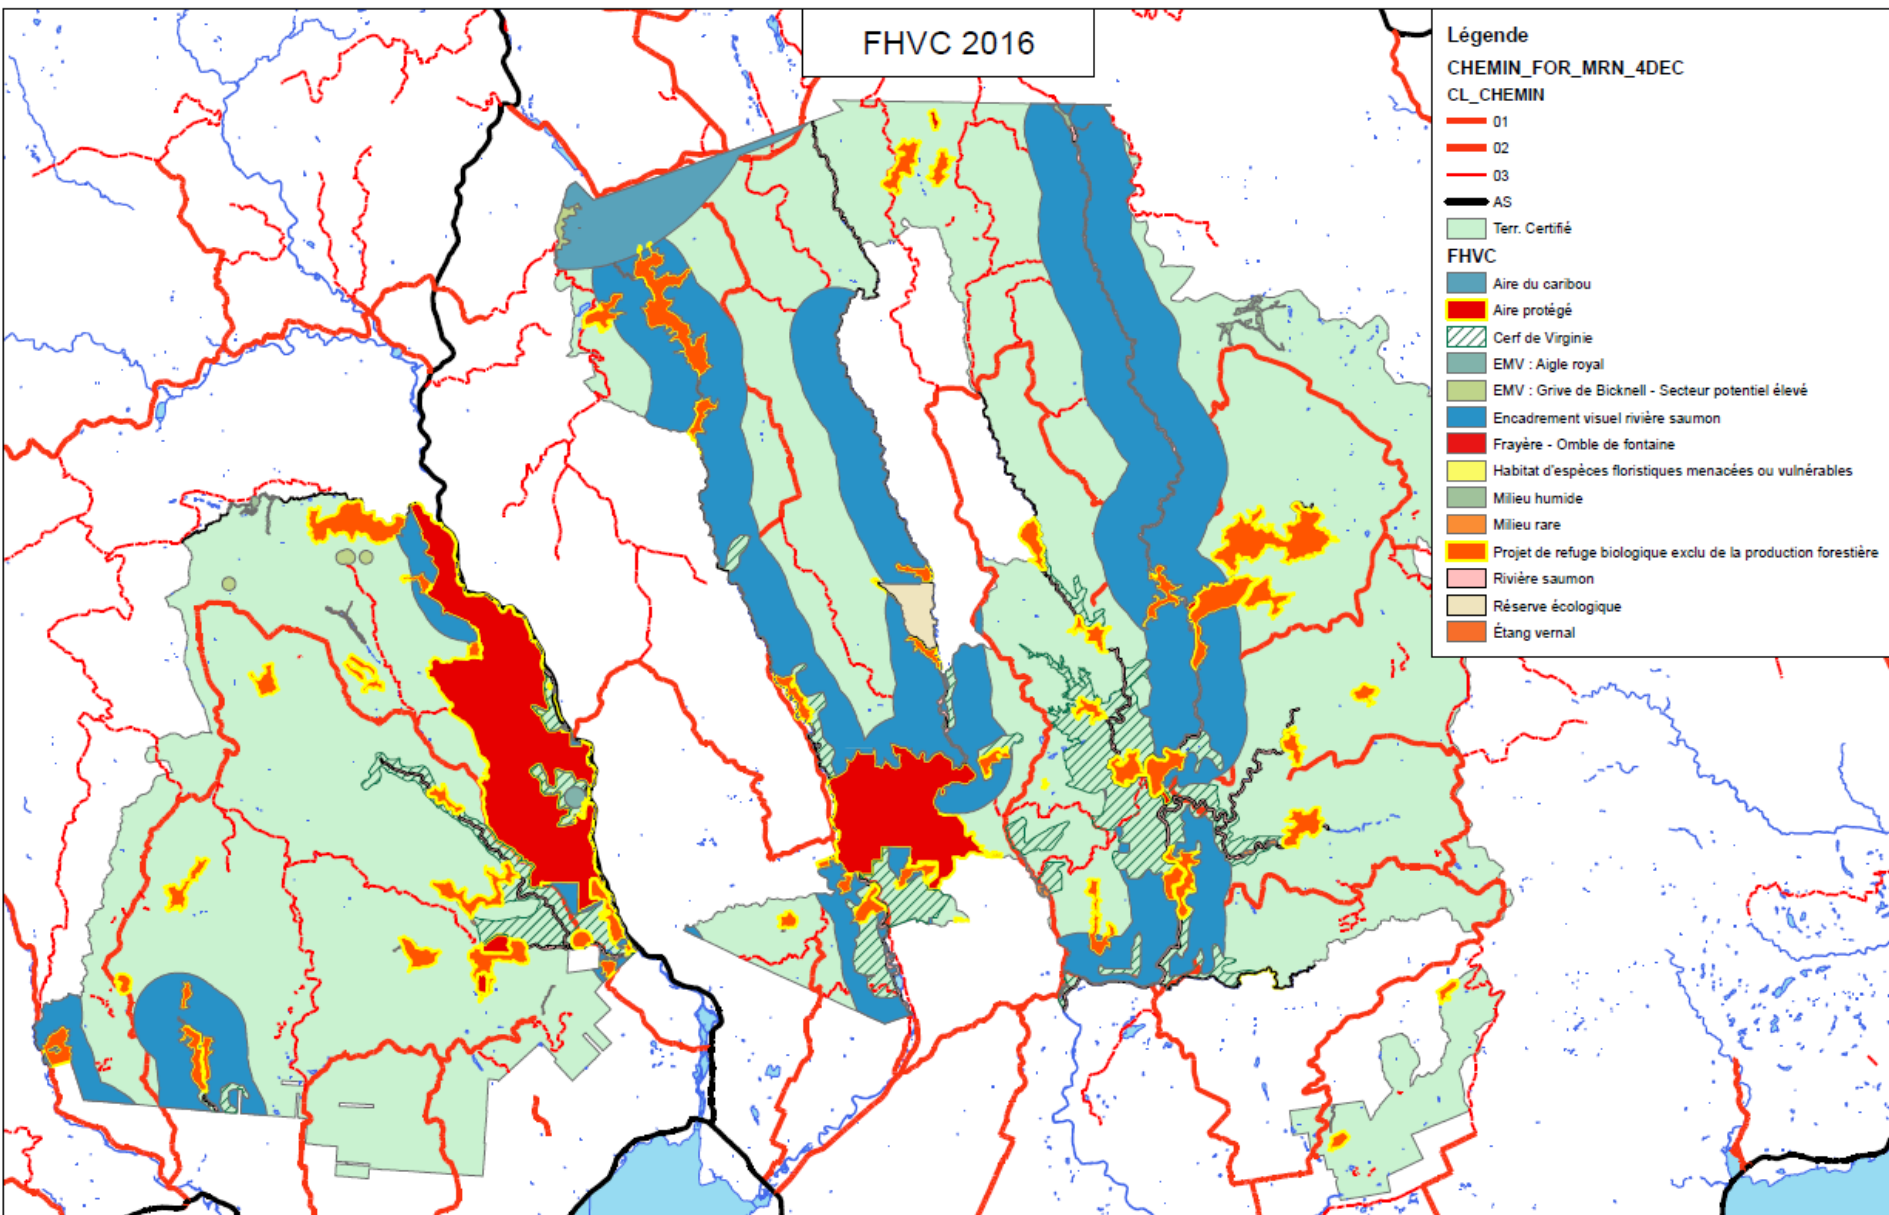 FHVC 2016
Légende
CHEMIN_FOR_MRN_4DEC
CL_CHEMIN
01
02
03
AS
Terr. Certifié
FHVC
Aire du caribou
Aire protégé
Cerf de Virginie
EMV : Aigle royal
EMV : Grive de Bicknell - Secteur potentiel élevé
Encadrement visuel rivière saumon
Frayère - Omble de fontaine
Habitat d'espèces floristiques menacées ou vulnérables
Milieu humide
Milieu rare
Projet de refuge biologique exclu de la production forestière
Rivière saumon
Réserve écologique
Étang vernal